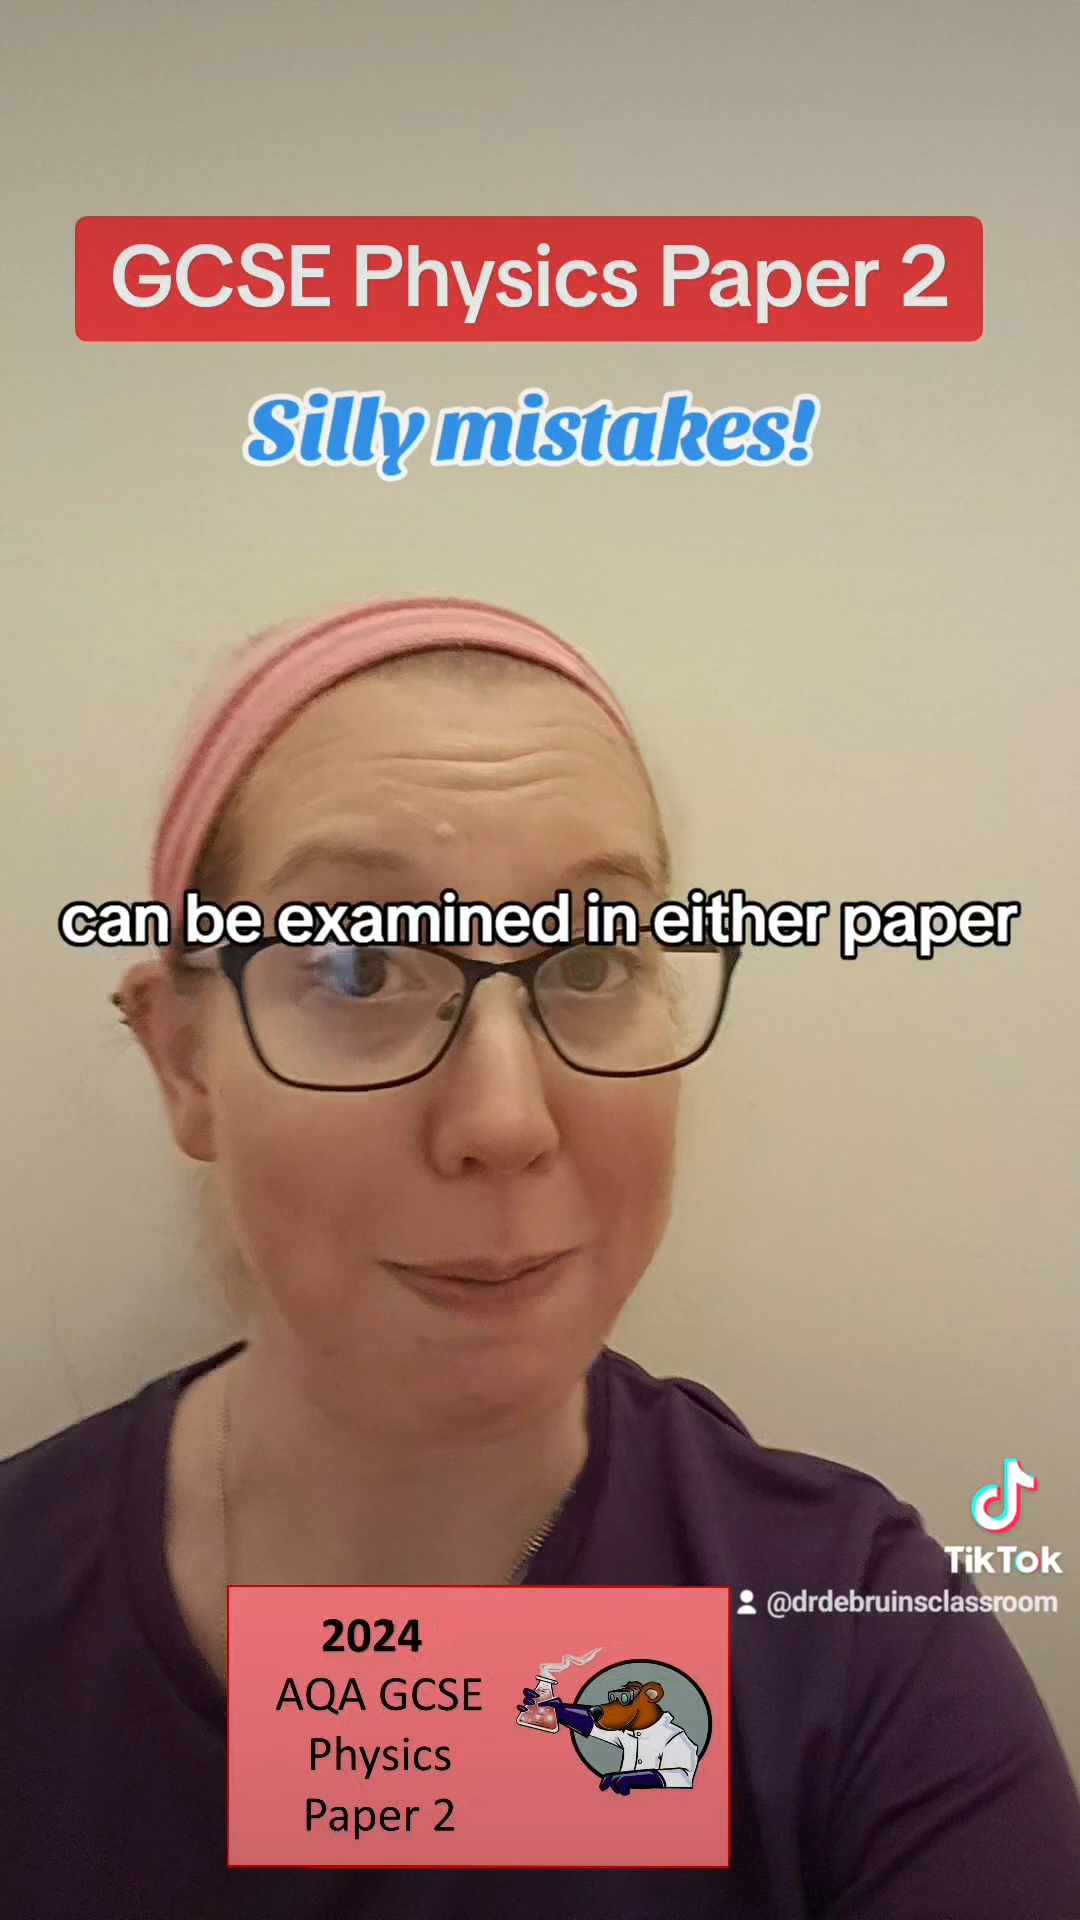 GCSE Physics Paper 2
Silly mistakes!
can be examined in either paper
TikTok
@drdebruinsclassroom
2024
AQA GCSE
Physics
Paper 2